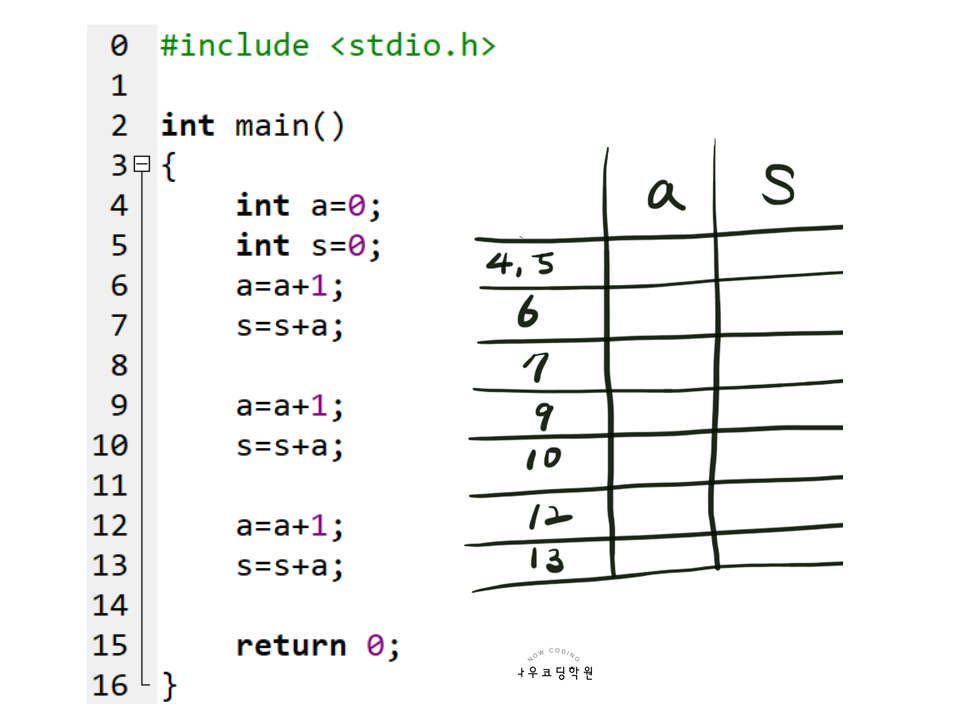 0 #include <stdio.h>
1
2 int main()
3 {
4 int a=0;
5 int s=0;
6 a=a+1;
7 s=s+a;
8
9 a=a+1;
10 s=s+a;
11
12 a=a+1;
13 s=s+a;
14
15 return 0;
16 }
a s
4, 5
6
7
9
10
12
13
NOW CODING
우코딩학원